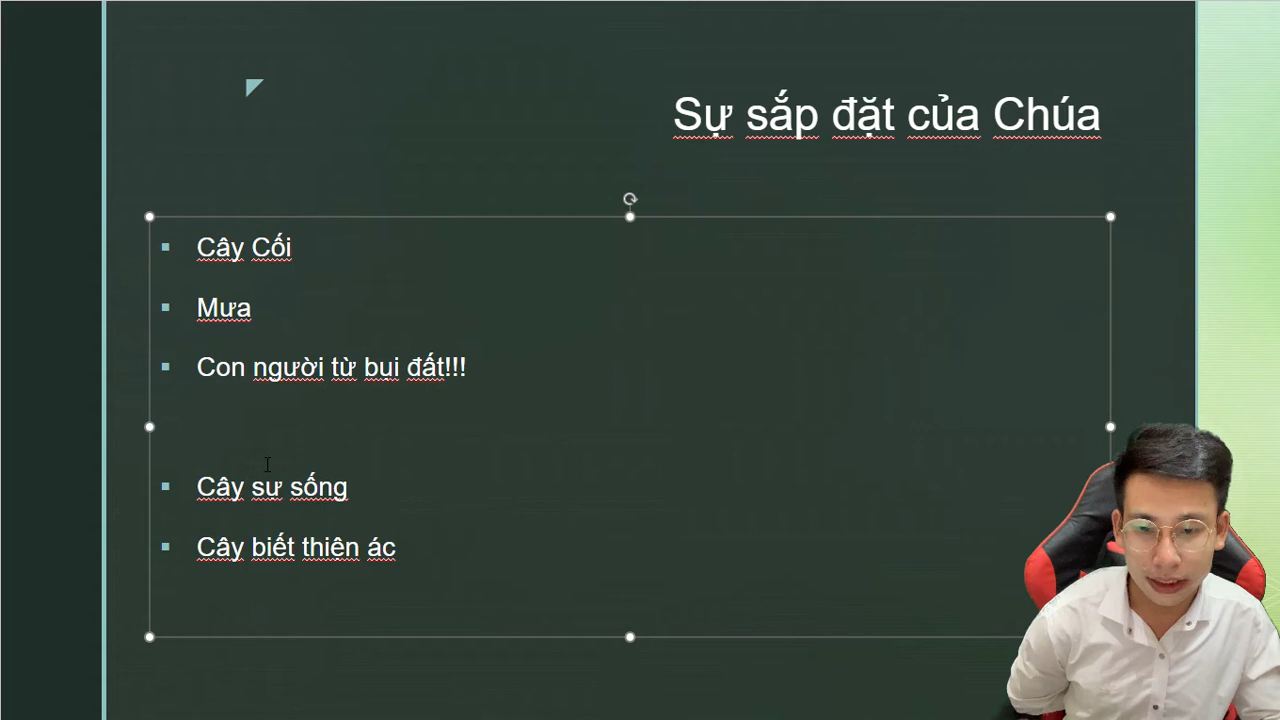 Sự sắp đặt của Chúa
Cây Cối
Mưa
Con người từ bụi đất!!!
Cây sư sống
Cây biết thiên ác